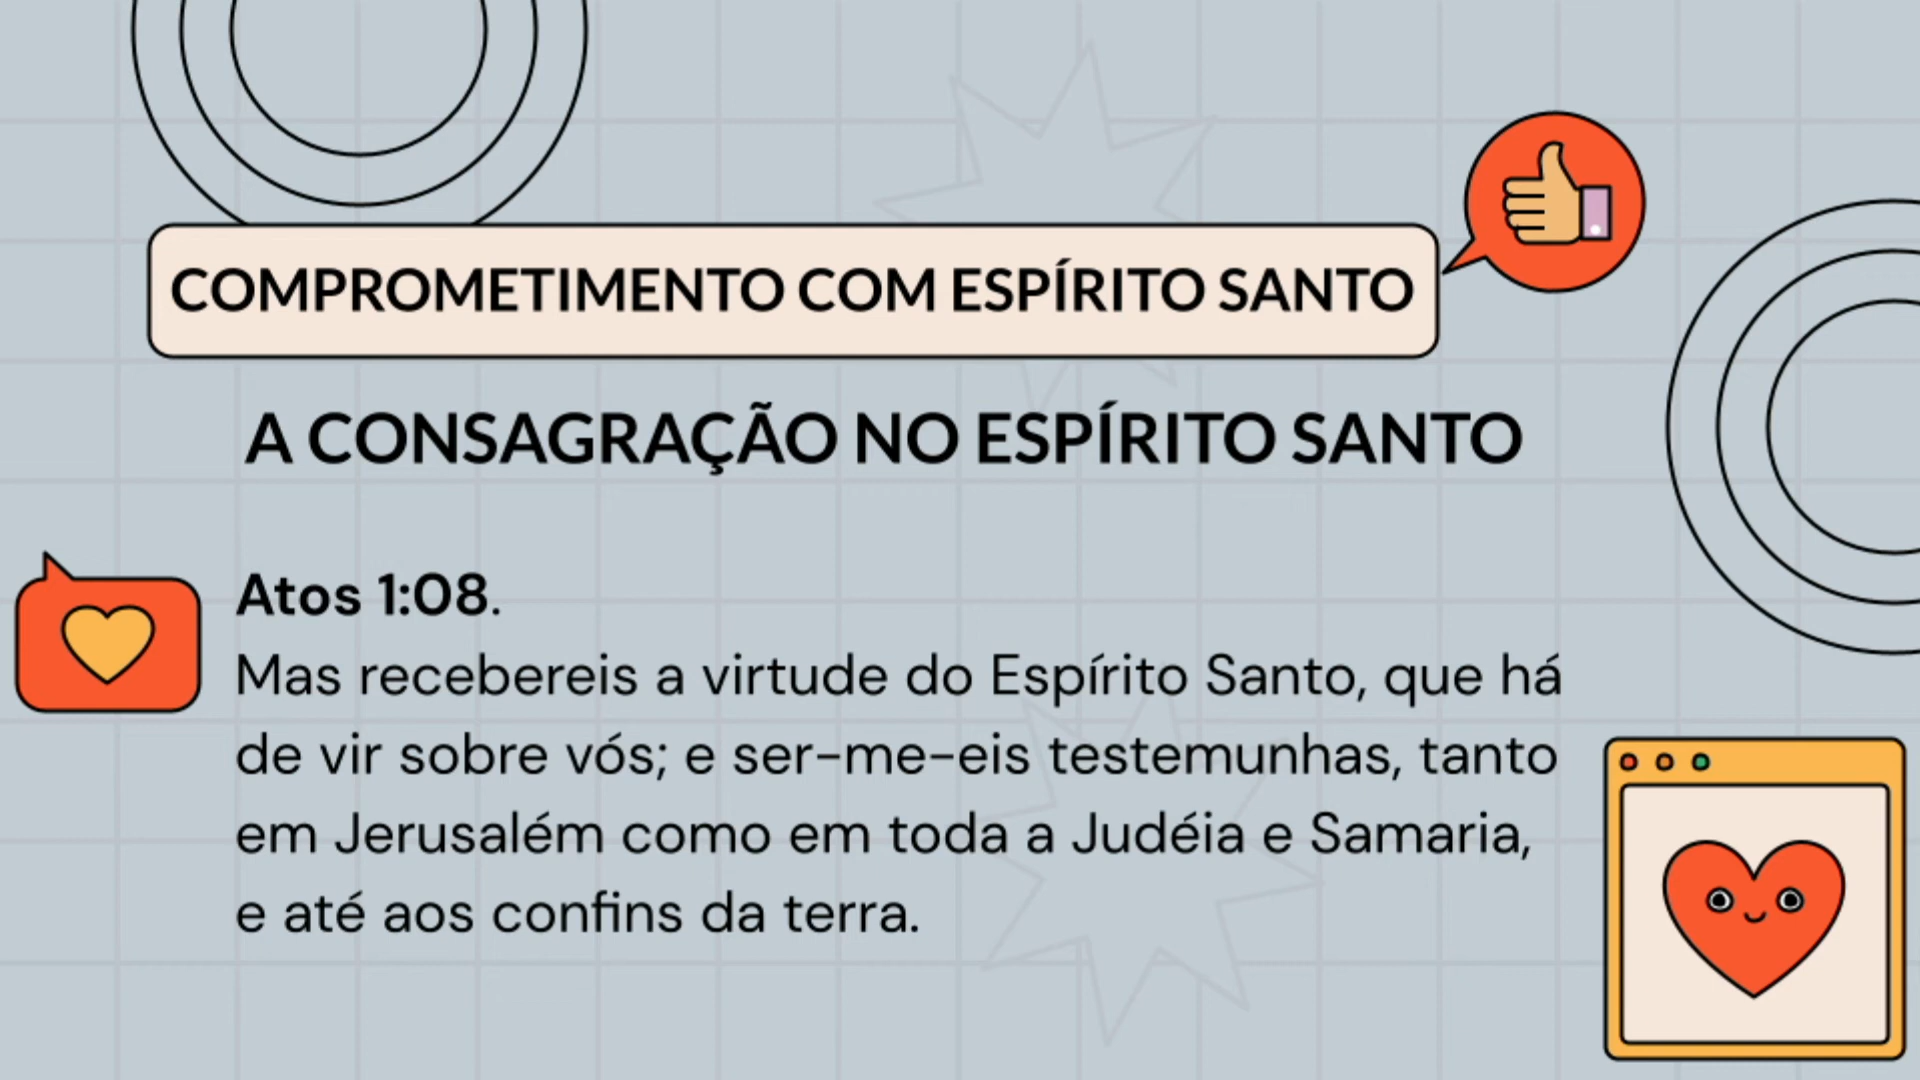 COMPROMETIMENTO COM ESPÍRITO SANTO
A CONSAGRAÇÃO NO ESPÍRITO SANTO
Atos 1:08.
Mas recebereis a virtude do Espírito Santo, que há
de vir sobre vós; e ser-me-eis testemunhas, tanto
em Jerusalém como em toda a Judéia e Samaria,
e até aos confins da terra.